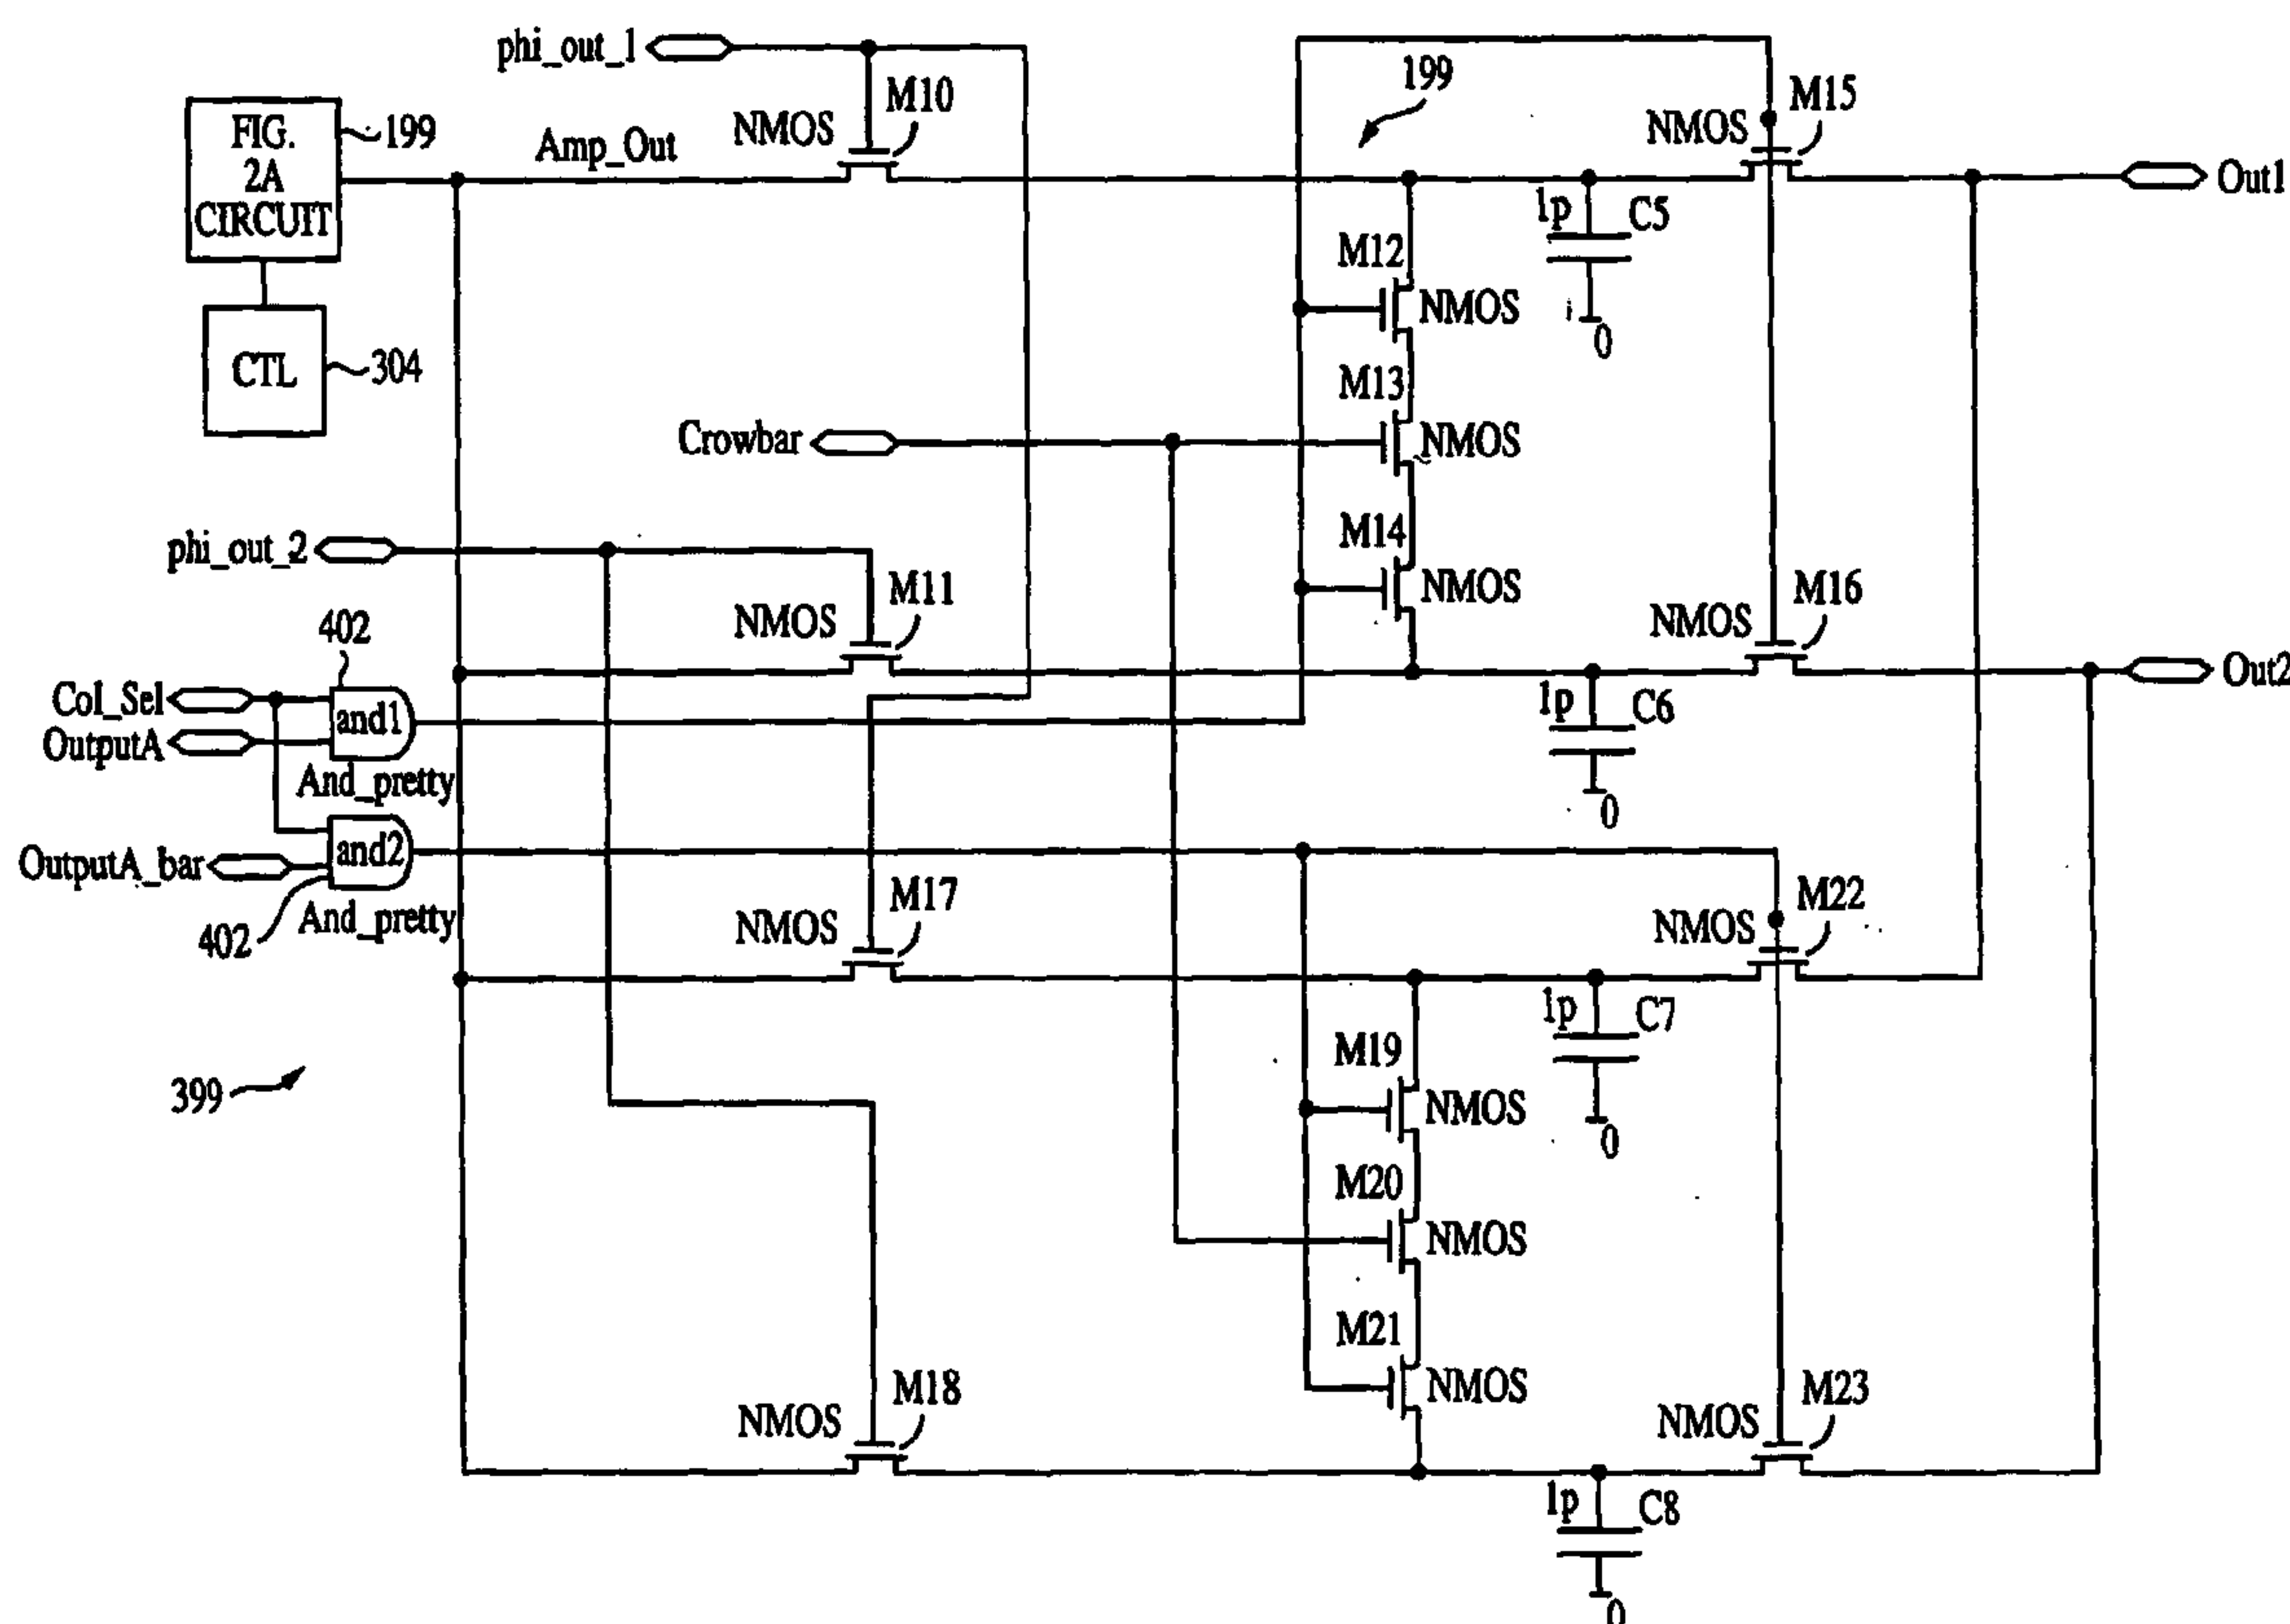 phi_out_1
M10
199
M15
FIG.
2A
CIRCUIT
199
Amp_Out
NMOS
NMOS
Out1
1p
C5
M12
NMOS
0
CTL
304
M13
Crowbar
NMOS
M14
phi_out_2
NMOS
M11
M16
NMOS
NMOS
402
Col_Sel
and1
OutputA
And_pretty
Out2
1p
C6
0
OutputA_bar
and2
402
And_pretty
M17
NMOS
M22
NMOS
1p
C7
M19
NMOS
0
399
M20
NMOS
M21
NMOS
M18
NMOS
M23
NMOS
1p
C8
0